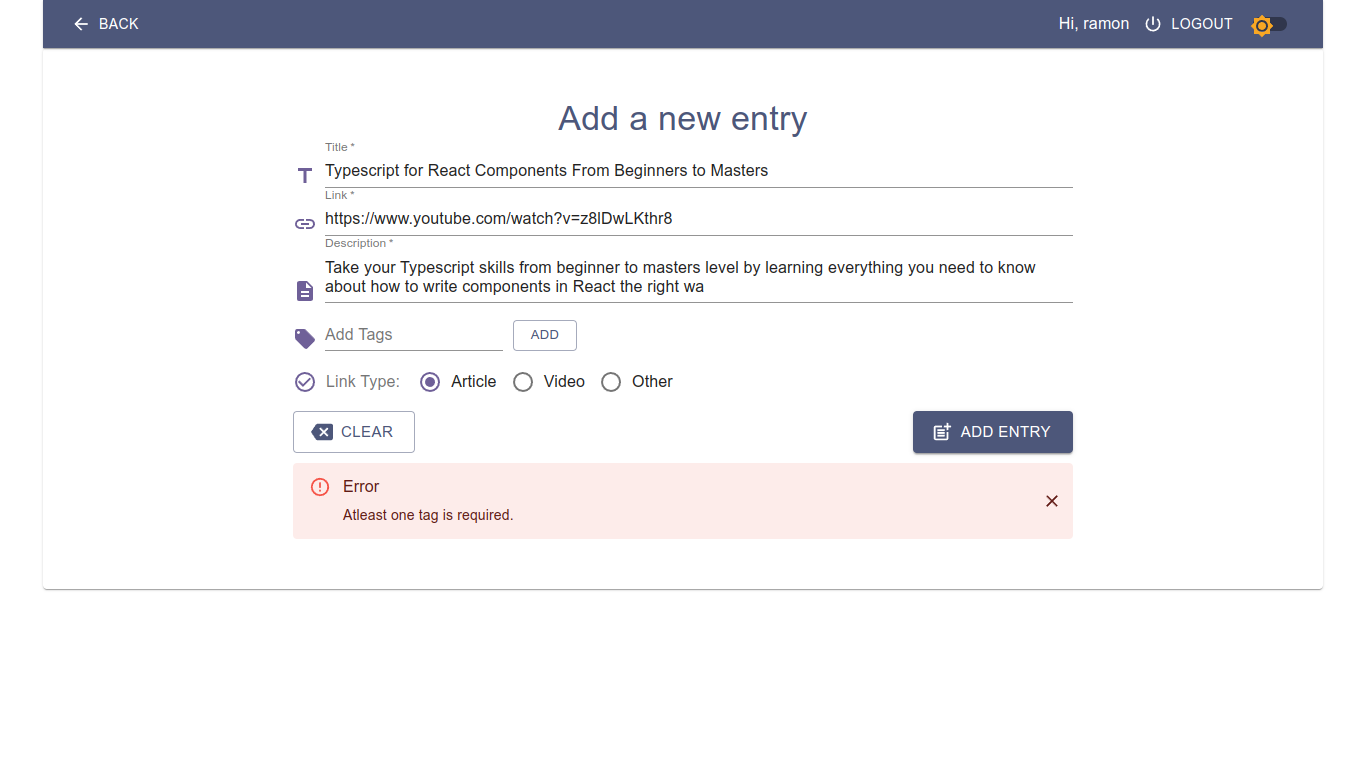 BACK
Hi, ramon
LOGOUT
Add a new entry
Title *
Typescript for React Components From Beginners to Masters
Link *
https://www.youtube.com/watch?v=z8lDwLKthr8
Description *
Take your Typescript skills from beginner to masters level by learning everything you need to know
about how to write components in React the right wa
Add Tags
ADD
Link Type:
Article
Video
Other
CLEAR
ADD ENTRY
Error
Atleast one tag is required.